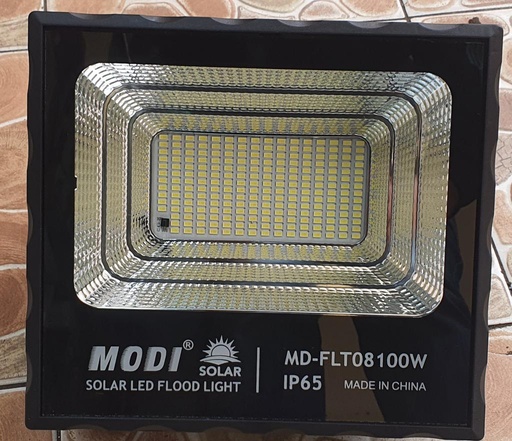 MODI®
SOLAR
SOLAR LED FLOOD LIGHT
MD-FLT08100W
IP65 MADE IN CHINA